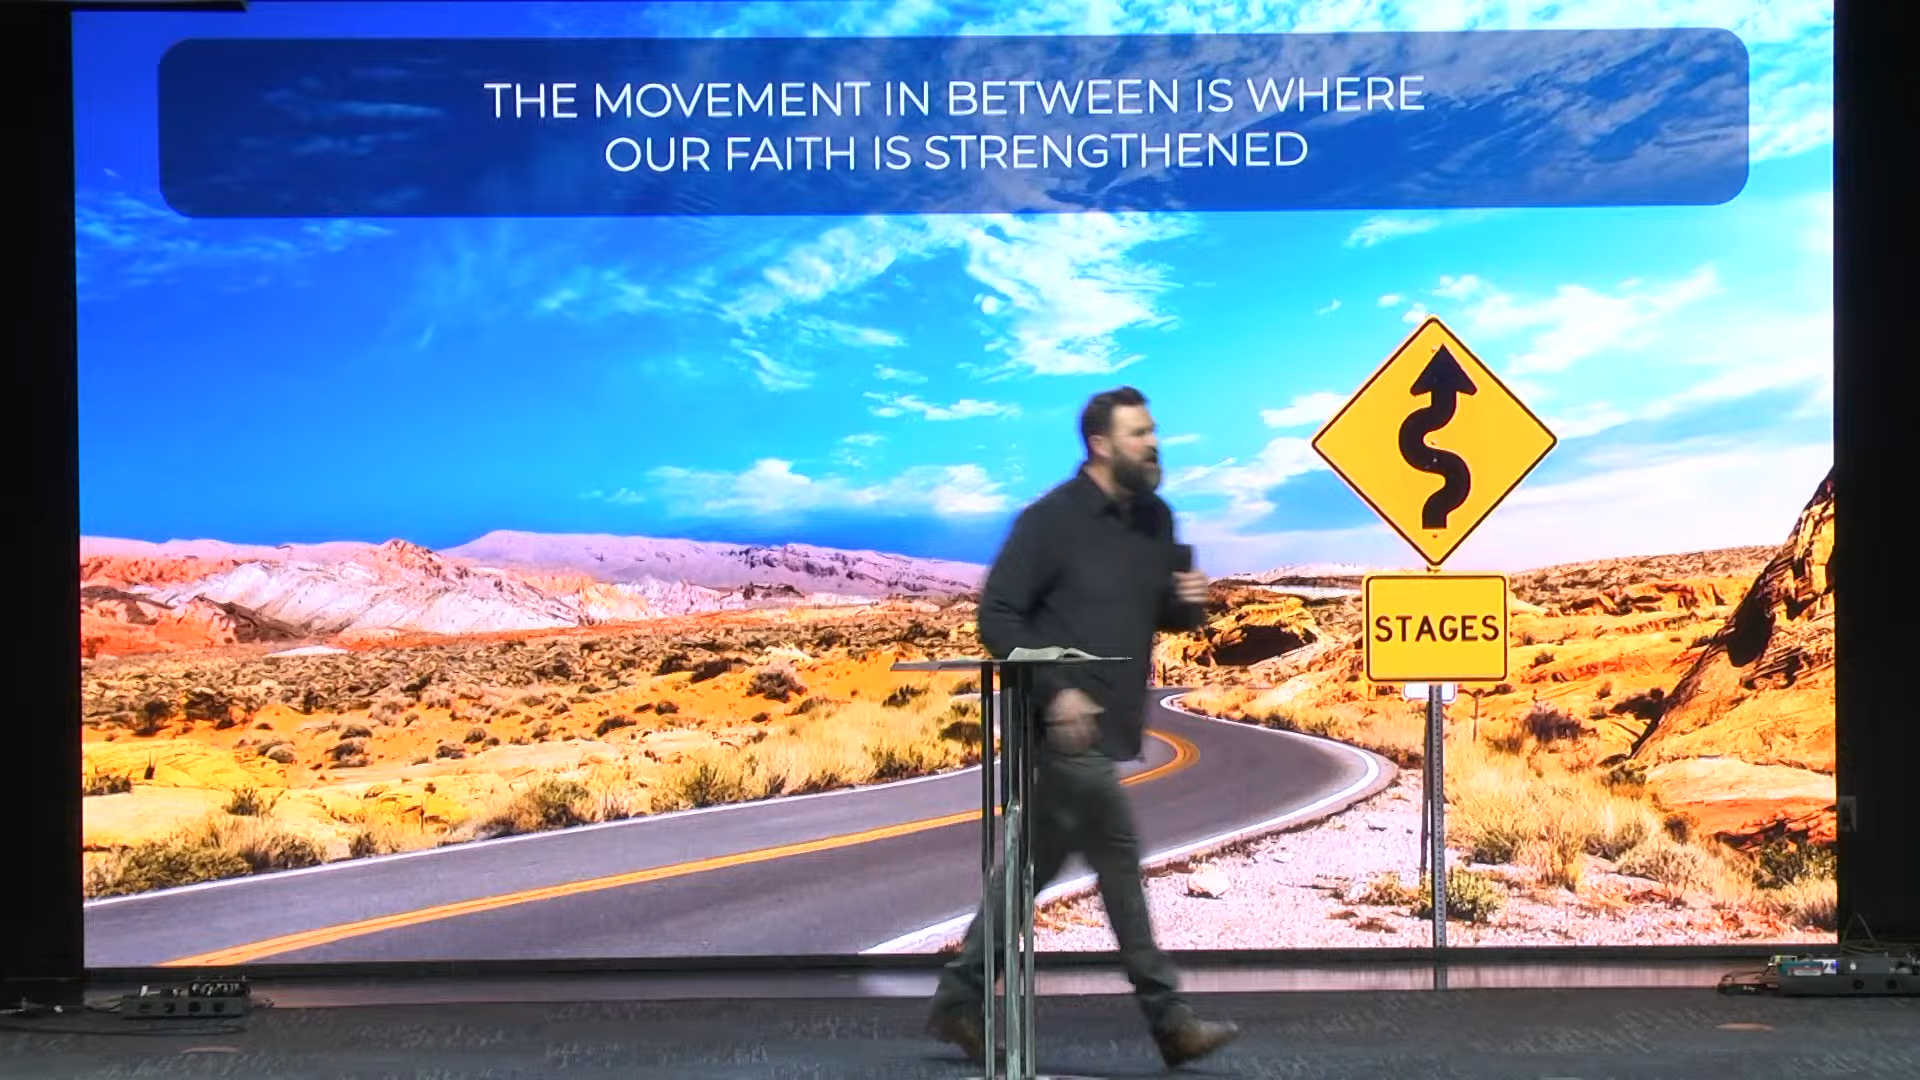 THE MOVEMENT IN BETWEEN IS WHERE
OUR FAITH IS STRENGTHENED
STAGES